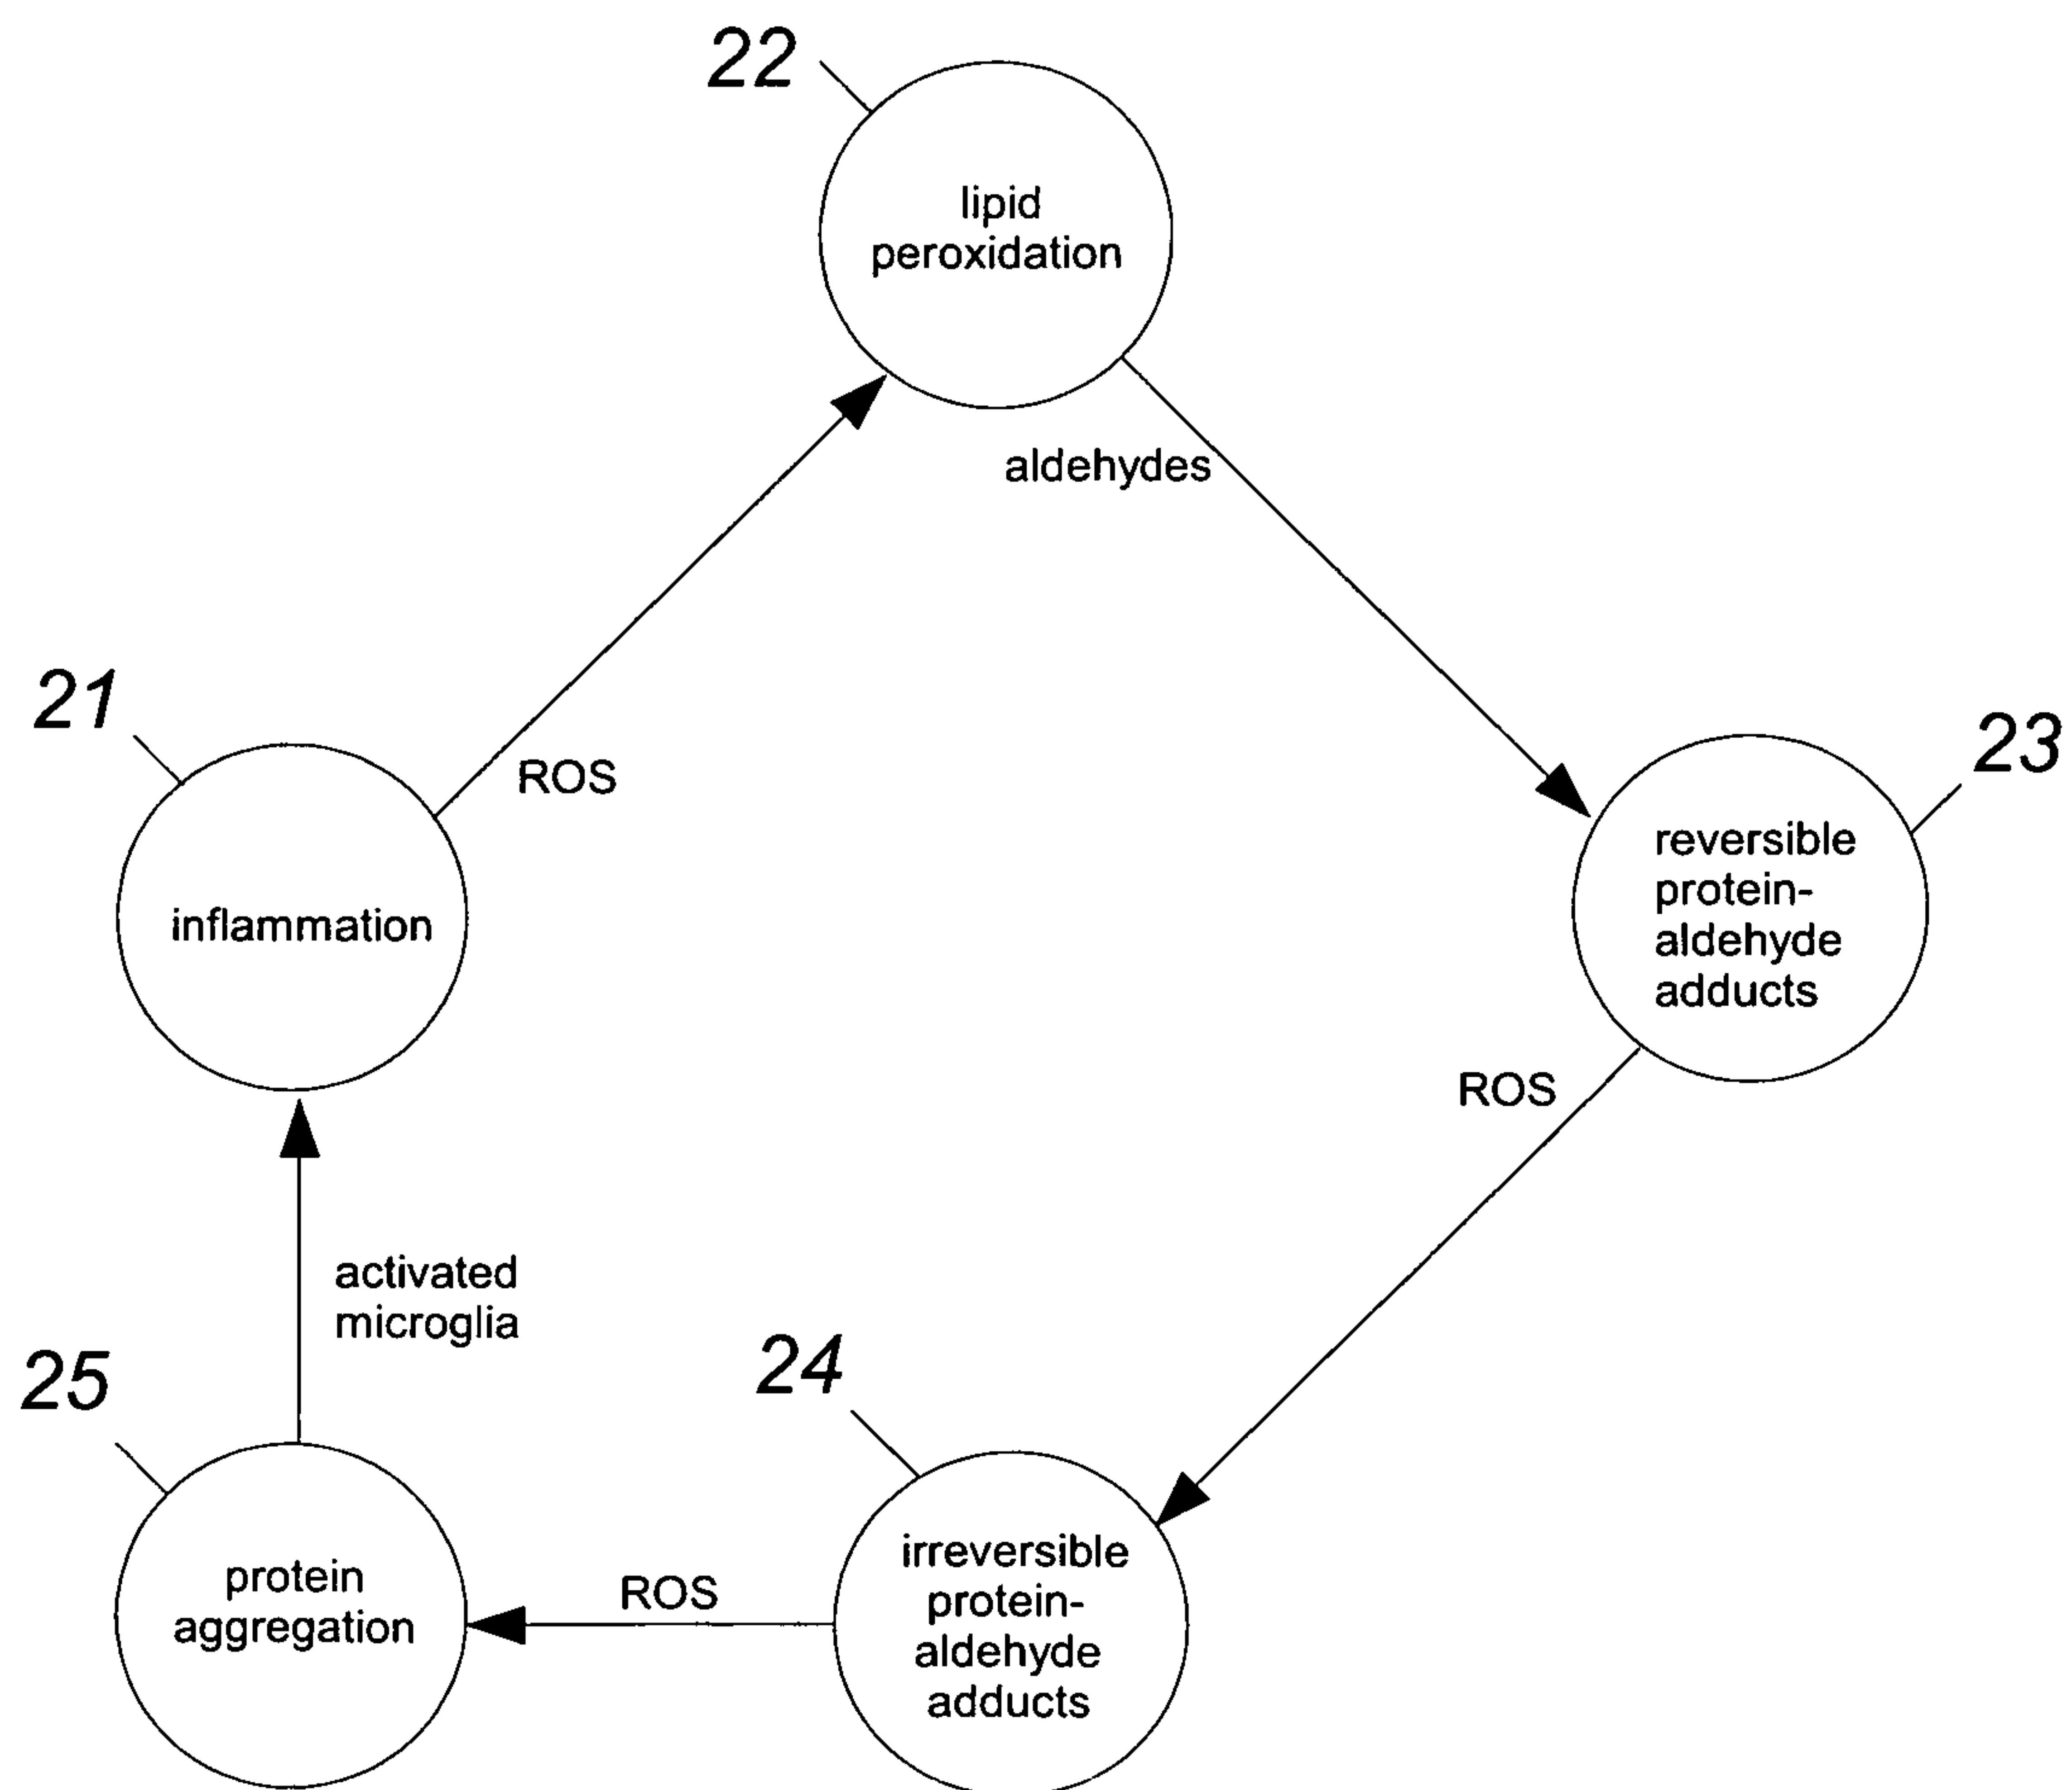 22
lipid
peroxidation
aldehydes
21
ROS
23
inflammation
reversible
protein-
aldehyde
adducts
ROS
activated
microglia
25
24
protein
aggregation
ROS
irreversible
protein-
aldehyde
adducts